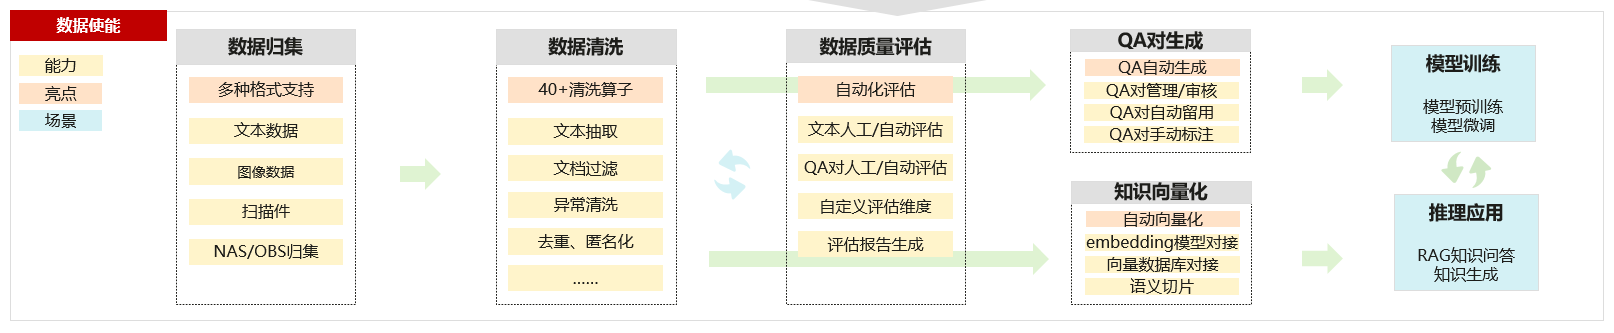 数据使能
能力
亮点
场景
数据归集
多种格式支持
文本数据
图像数据
扫描件
NAS/OBS归集
数据清洗
40+清洗算子
文本抽取
文档过滤
异常清洗
去重、匿名化
......
数据质量评估
自动化评估
文本人工/自动评估
QA对人工/自动评估
自定义评估维度
评估报告生成
QA对生成
QA自动生成
QA对管理/审核
QA对自动留用
QA对手动标注
知识向量化
自动向量化
embedding模型对接
向量数据库对接
语义切片
模型训练
模型预训练
模型微调
推理应用
RAG知识问答
知识生成